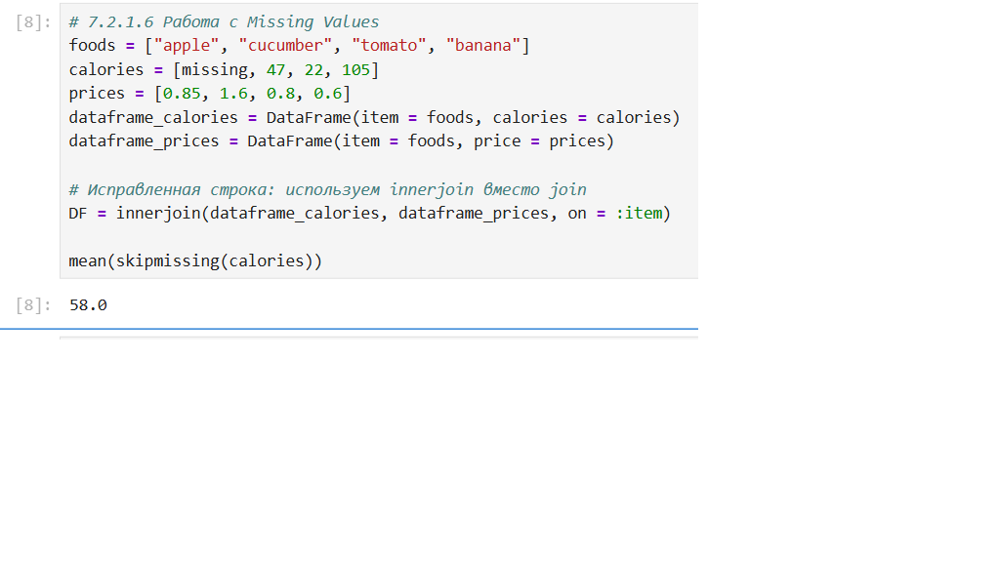 [8]: # 7.2.1.6 Работа с Missing Values
foods = ["apple", "cucumber", "tomato", "banana"]
calories = [missing, 47, 22, 105]
prices = [0.85, 1.6, 0.8, 0.6]
dataframe_calories = DataFrame(item = foods, calories = calories)
dataframe_prices = DataFrame(item = foods, price = prices)
# Исправленная строка: используем innerjoin вместо join
DF = innerjoin(dataframe_calories, dataframe_prices, on = :item)
mean(skipmissing(calories))
[8]: 58.0